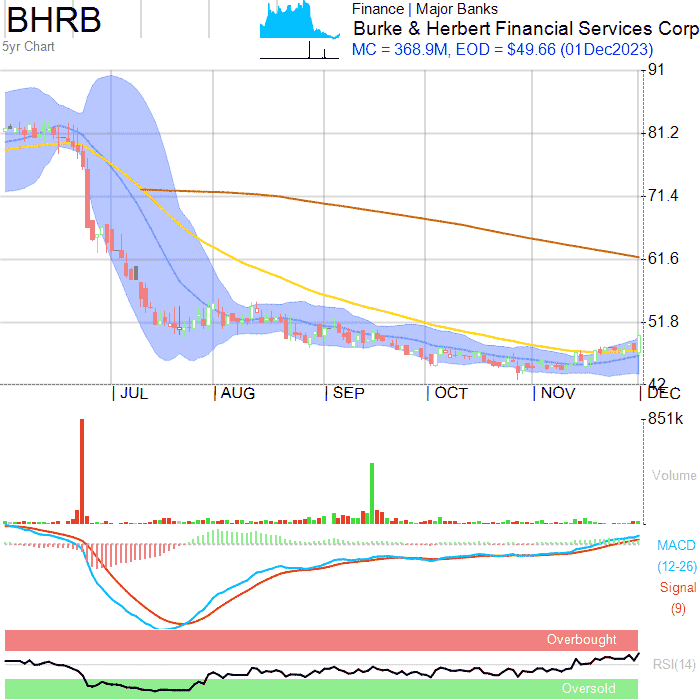 BHRB
5yr Chart
Finance | Major Banks
Burke & Herbert Financial Services Corp
MC = 368.9M, EOD = $49.66 (01Dec2023)
91
81.2
71.4
61.6
51.8
42
JUL AUG SEP OCT NOV DEC
851k
Volume
MACD
(12-26)
Signal
(9)
Overbought
RSI(14)
Oversold